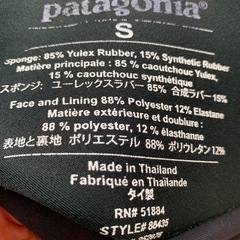 patagonia
S
Sponge: 85% Yulex Rubber, 15% Synthetic Rubber
Matière principale : 85 % caoutchouc Yulex,
15 % caoutchouc synthétique
スポンジ: ユーレックスラバー 85% 合成ラバー 15%
Face and Lining 88% Polyester 12% Elastane
Matière extérieure et doublure :
88 % polyester, 12 % élasthanne
表地と裏地 ポリエステル 88% ポリウレタン 12%
Made in Thailand
Fabriqué en Thaïlande
タイ製
RN# 51884
STYLE# 88435